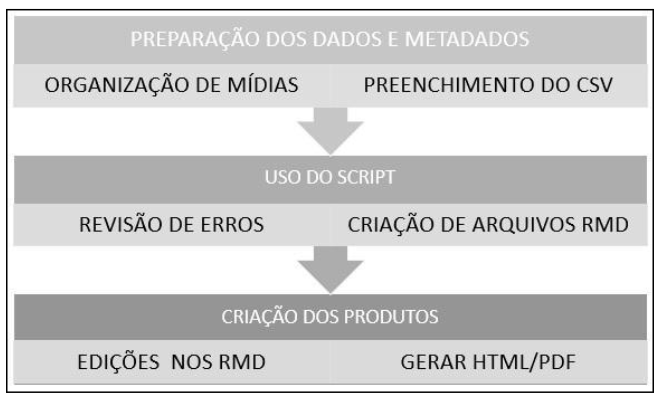 PREPARAÇÃO DOS DADOS E METADADOS
ORGANIZAÇÃO DE MÍDIAS
PREENCHIMENTO DO CSV
USO DO SCRIPT
REVISÃO DE ERROS
CRIAÇÃO DE ARQUIVOS RMD
CRIAÇÃO DOS PRODUTOS
EDIÇÕES NOS RMD
GERAR HTML/PDF